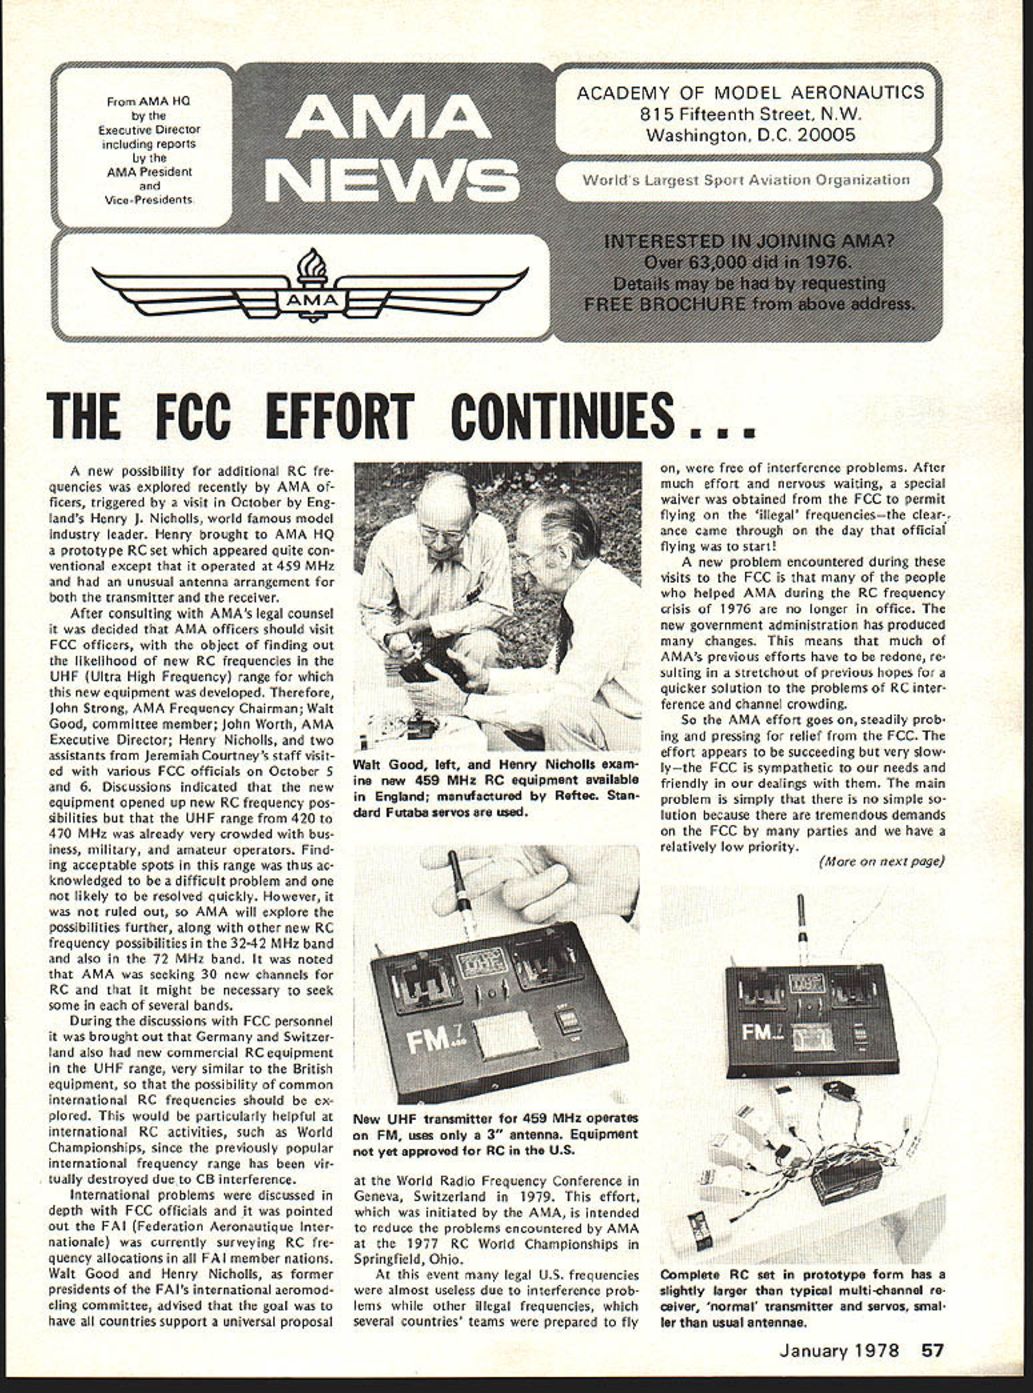 From AMA HQ
by the
Executive Director
including reports
by the
AMA President
and
Vice-Presidents
AMA
NEWS
ACADEMY OF MODEL AERONAUTICS
815 Fifteenth Street, N.W.
Washington, D.C. 20005
World's Largest Sport Aviation Organization
AMA
INTERESTED IN JOINING AMA?
Over 63,000 did in 1976.
Details may be had by requesting
FREE BROCHURE from above address.
THE FCC EFFORT CONTINUES...
A new possibility for additional RC fre-
quencies was explored recently by AMA of-
ficers, triggered by a visit in October by Eng-
land's Henry J. Nicholls, world famous model
industry leader. Henry brought to AMA HQ
a prototype RC set which appeared quite con-
ventional except that it operated at 459 MHz
and had an unusual antenna arrangement for
both the transmitter and the receiver.
After consulting with AMA's legal counsel
it was decided that AMA officers should visit
FCC officers, with the object of finding out
the likelihood of new RC frequencies in the
UHF (Ultra High Frequency) range for which
this new equipment was developed. Therefore,
John Strong, AMA Frequency Chairman; Walt
Good, committee member; John Worth, AMA
Executive Director; Henry Nicholls, and two
assistants from Jeremiah Courtney's staff visit-
ed with various FCC officials on October 5
and 6. Discussions indicated that the new
equipment opened up new RC frequency pos-
sibilities but that the UHF range from 420 to
470 MHz was already very crowded with bus-
iness, military, and amateur operators. Find-
ing acceptable spots in this range was thus ac-
knowledged to be a difficult problem and one
not likely to be resolved quickly. However, it
was not ruled out, so AMA will explore the
possibilities further, along with other new RC
frequency possibilities in the 32-42 MHz band
and also in the 72 MHz band. It was noted
that AMA was seeking 30 new channels for
RC and that it might be necessary to seek
some in each of several bands.
During the discussions with FCC personnel
it was brought out that Germany and Switzer-
land also had new commercial RC equipment
in the UHF range, very similar to the British
equipment, so that the possibility of common
international RC frequencies should be ex-
plored. This would be particularly helpful at
international RC activities, such as World
Championships, since the previously popular
international frequency range has been vir-
tually destroyed due to CB interference.
International problems were discussed in
depth with FCC officials and it was pointed
out the FAI (Federation Aeronautique Inter-
nationale) was currently surveying RC fre-
quency allocations in all FAI member nations.
Walt Good and Henry Nicholls, as former
presidents of the FAI's international aeromod-
eling committee, advised that the goal was to
have all countries support a universal proposal
Walt Good, left, and Henry Nicholls exam-
ine new 459 MHz RC equipment available
in England; manufactured by Reftec. Stan-
dard Futaba servos are used.
UHF
FM 7
New UHF transmitter for 459 MHz operates
on FM, uses only a 3" antenna. Equipment
not yet approved for RC in the U.S.
at the World Radio Frequency Conference in
Geneva, Switzerland in 1979. This effort,
which was initiated by the AMA, is intended
to reduce the problems encountered by AMA
at the 1977 RC World Championships in
Springfield, Ohio.
At this event many legal U.S. frequencies
were almost useless due to interference prob-
lems while other illegal frequencies, which
several countries' teams were prepared to fly
on, were free of interference problems. After
much effort and nervous waiting, a special
waiver was obtained from the FCC to permit
flying on the 'illegal' frequencies—the clear-
ance came through on the day that official
flying was to start!
A new problem encountered during these
visits to the FCC is that many of the people
who helped AMA during the RC frequency
crisis of 1976 are no longer in office. The
new government administration has produced
many changes. This means that much of
AMA's previous efforts have to be redone, re-
sulting in a stretchout of previous hopes for a
quicker solution to the problems of RC inter-
ference and channel crowding.
So the AMA effort goes on, steadily prob-
ing and pressing for relief from the FCC. The
effort appears to be succeeding but very slow-
ly—the FCC is sympathetic to our needs and
friendly in our dealings with them. The main
problem is simply that there is no simple so-
lution because there are tremendous demands
on the FCC by many parties and we have a
relatively low priority.
(More on next page)
FM 7
Complete RC set in prototype form has a
slightly larger than typical multi-channel re-
ceiver, 'normal' transmitter and servos, smal-
ler than usual antennae.
January 1978 57